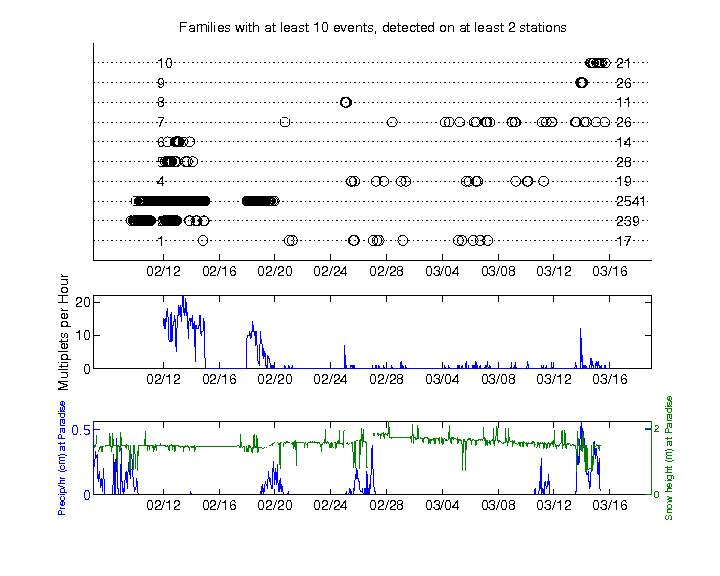 Families with at least 10 events, detected on at least 2 stations
10 21
9 26
8 11
7 26
6 14
5 28
4 19
2541
2 239
1 17
02/12 02/16 02/20 02/24 02/28 03/04 03/08 03/12 03/16
Multiplets per Hour
20
10
0
02/12 02/16 02/20 02/24 02/28 03/04 03/08 03/12 03/16
Precip/hr (cm) at Paradise
0.5
0
Snow height (m) at Paradise
2
0
02/12 02/16 02/20 02/24 02/28 03/04 03/08 03/12 03/16